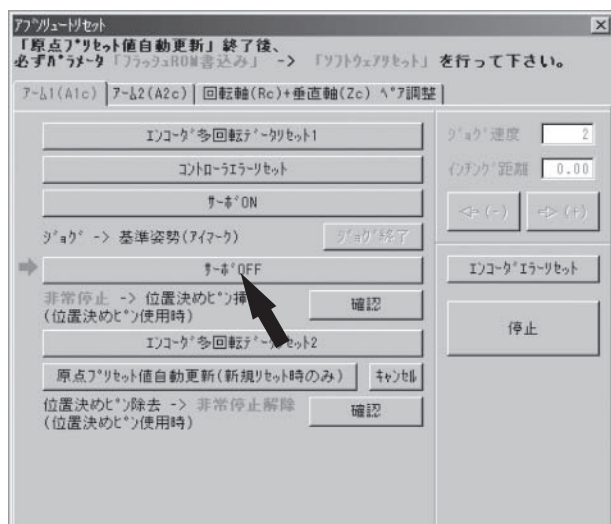 アブソリュートリセット
「原点プリセット値自動更新」終了後、
必ずパラメータ「フラッシュROM書込み」 -> 「ソフトウェアリセット」を行って下さい。
アーム1(A1c) アーム2(A2c) 回転軸(Rc)+垂直軸(Zc) ペア調整
エンコーダ多回転データリセット1
コントローラエラーリセット
サーボON
ジョグ -> 基準姿勢(アイマーク) ジョグ終了
サーボOFF
非常停止 -> 位置決めピン挿
(位置決めピン使用時) 確認
エンコーダ多回転データリセット2
原点プリセット値自動更新(新規リセット時のみ) キャンセル
位置決めピン除去 -> 非常停止解除
(位置決めピン使用時) 確認
ジョグ速度 2
インチング距離 0.00
(-) (+)
エンコーダエラーリセット
停止